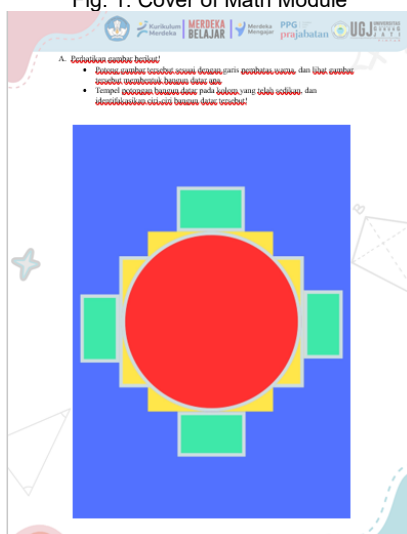 Fig. 1. Cover of Math Module
Kurikulum Merdeka MERDEKA BELAJAR Merdeka Mengajar PPG prajabatan UGJ
A. Perhatikan gambar berikut!
• Potong gambar tersebut sesuai dengan garis pembatas warna, dan lihat gambar
tersebut membentuk bangun datar apa.
• Tempel potongan bangun datar pada kolom yang telah sedikan, dan
identifakasikan ciri-ciri bangun datar tersebut!